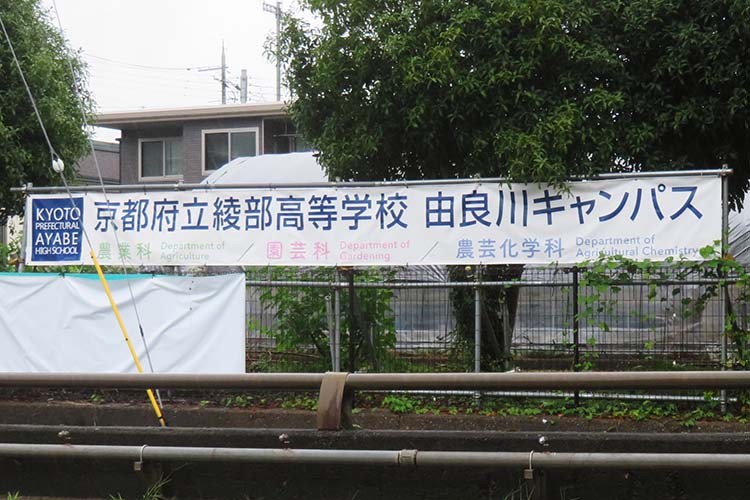 KYOTO
PREFECTURAL
AYABE
HIGH SCHOOL
京都府立綾部高等学校 由良川キャンパス
農業科 Department of Agriculture / 園芸科 Department of Gardening / 農芸化学科 Department of Agricultural Chemistry